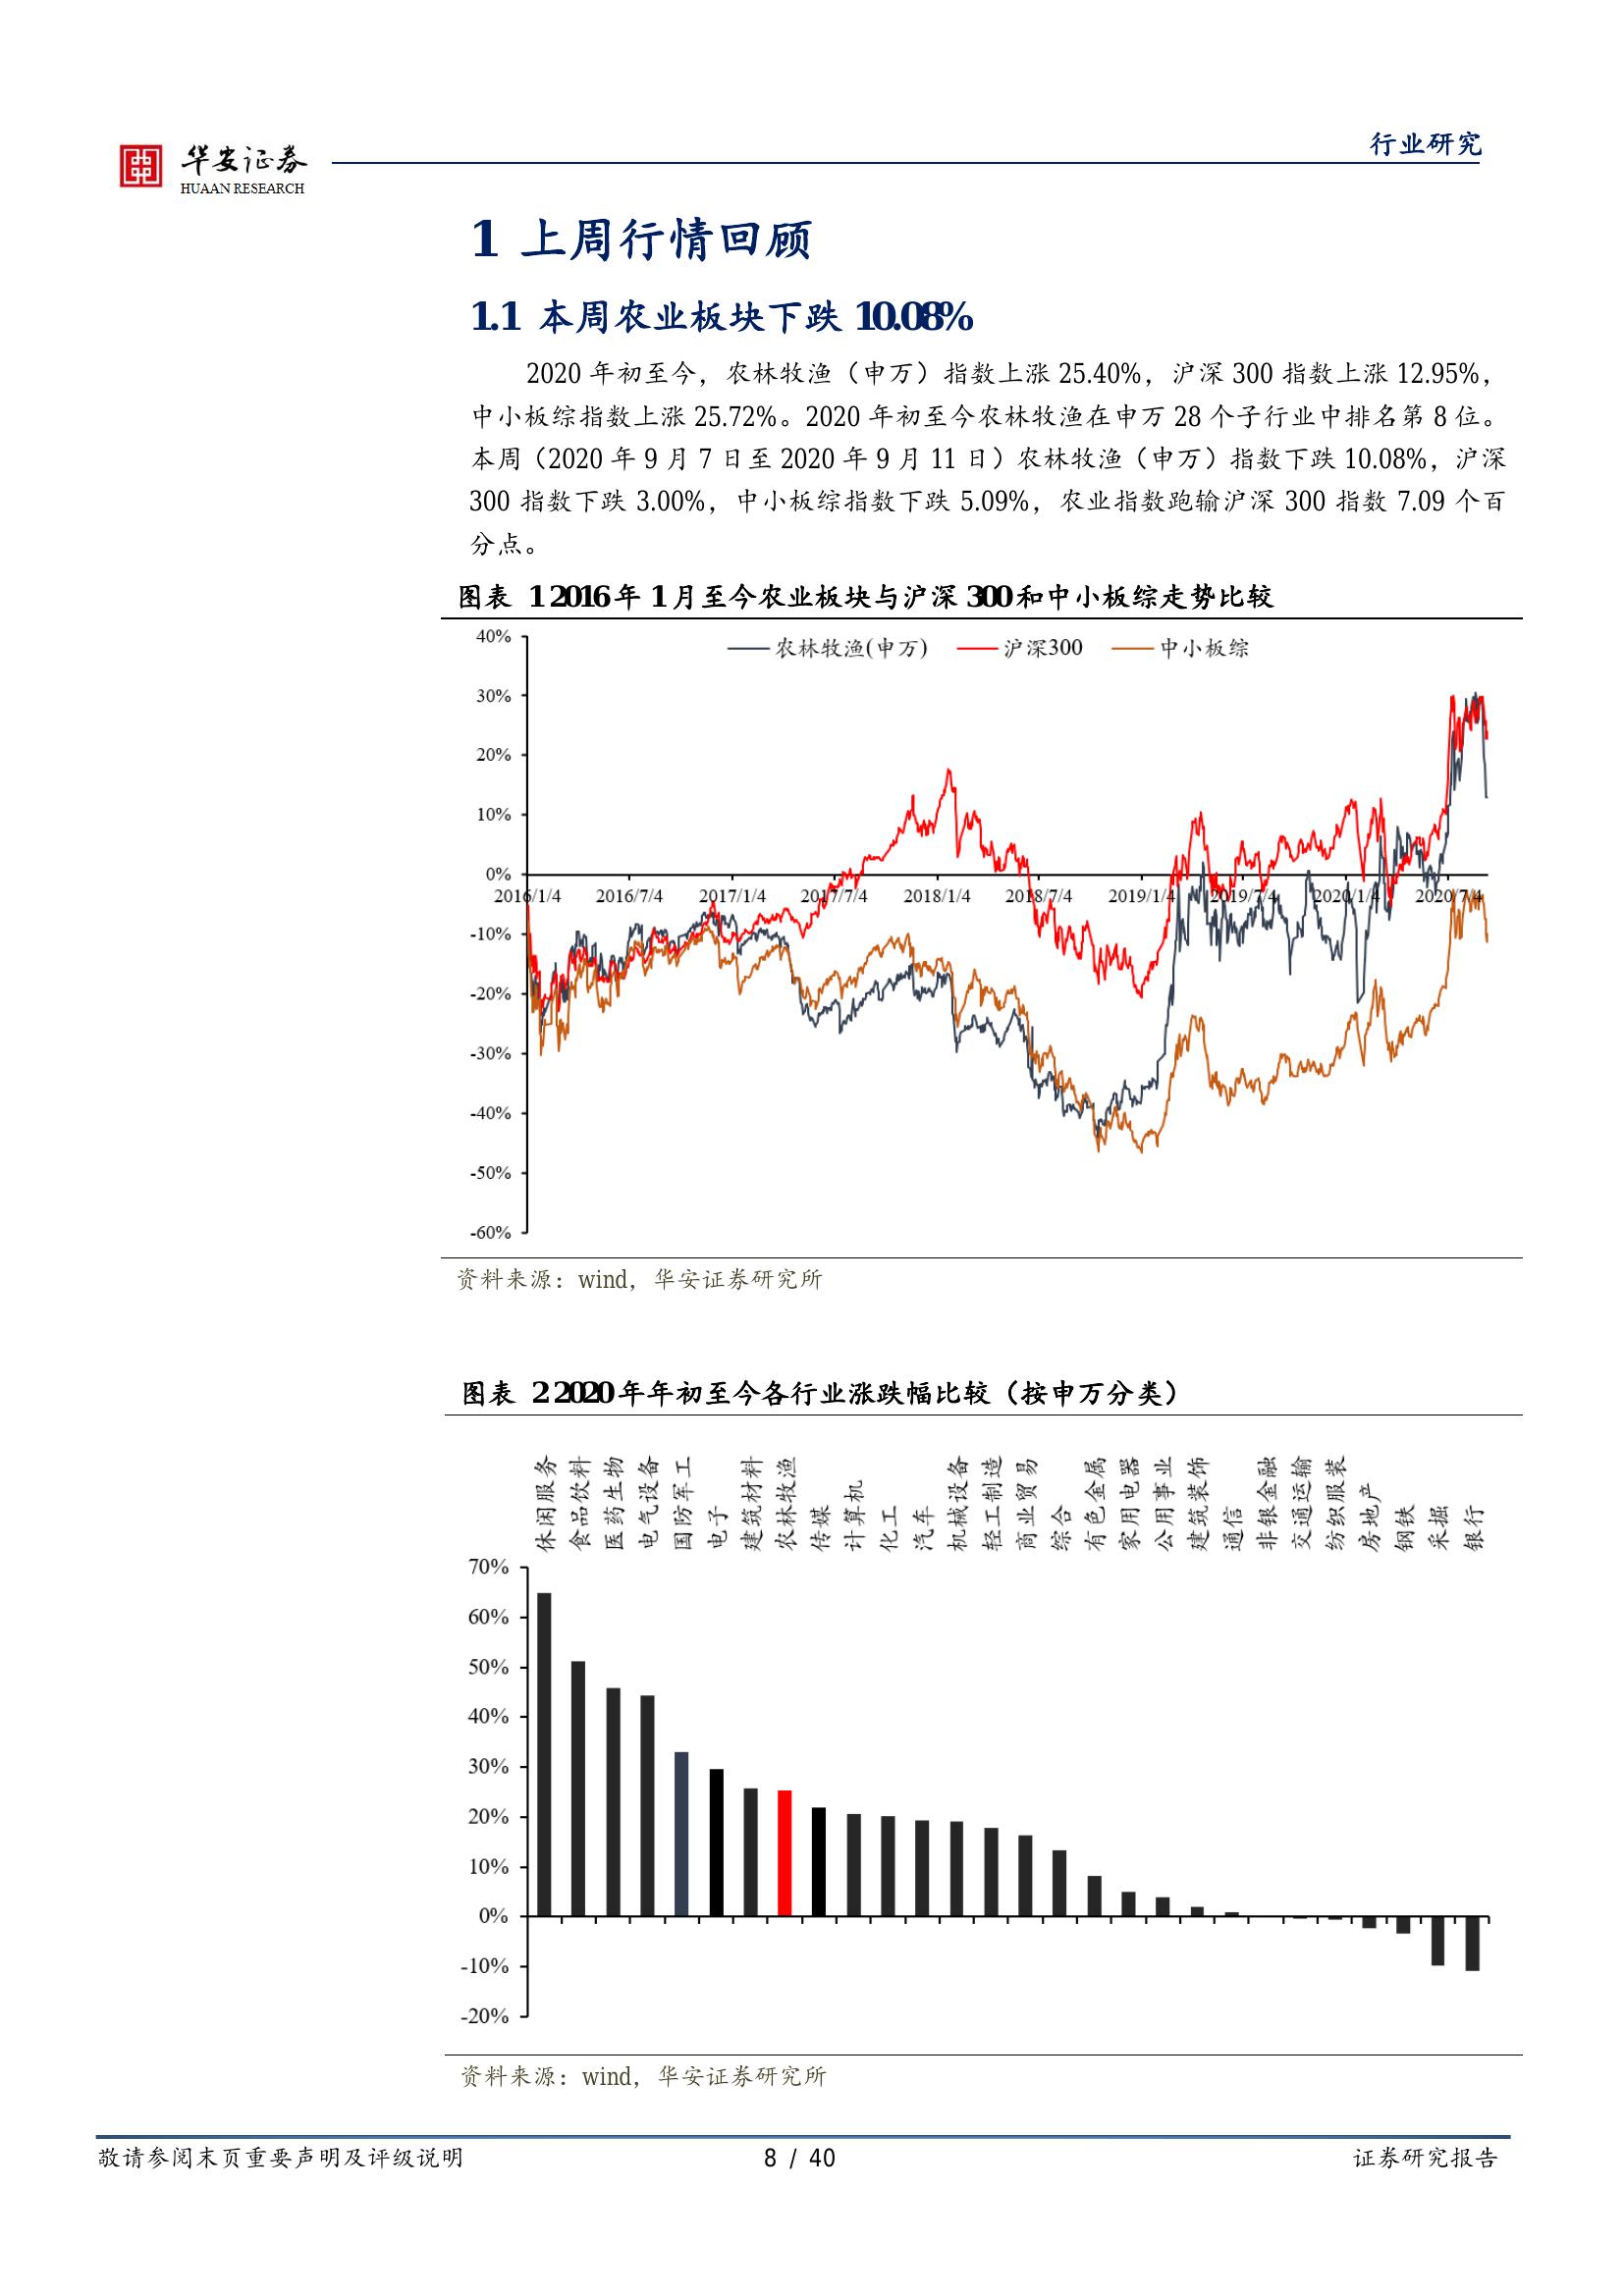 华安证券
HUAAN RESEARCH
行业研究
1 上周行情回顾
1.1 本周农业板块下跌 10.08%
2020 年初至今，农林牧渔（申万）指数上涨 25.40%，沪深 300 指数上涨 12.95%，
中小板综指数上涨 25.72%。2020 年初至今农林牧渔在申万 28 个子行业中排名第 8 位。
本周（2020 年 9 月 7 日至 2020 年 9 月 11 日）农林牧渔（申万）指数下跌 10.08%，沪深
300 指数下跌 3.00%，中小板综指数下跌 5.09%，农业指数跑输沪深 300 指数 7.09 个百
分点。
图表 1 2016 年 1 月至今农业板块与沪深 300 和中小板综走势比较
农林牧渔(申万) 沪深300 中小板综
40%
30%
20%
10%
0%
2016/1/4 2016/7/4 2017/1/4 2017/7/4 2018/1/4 2018/7/4 2019/1/4 2019/7/4 2020/1/4 2020/7/4
-10%
-20%
-30%
-40%
-50%
-60%
资料来源：wind，华安证券研究所
图表 2 2020 年年初至今各行业涨跌幅比较（按申万分类）
休闲服务
食品饮料
医药生物
电气设备
国防军工
电子
建筑材料
农林牧渔
传媒
计算机
化工
汽车
机械设备
轻工制造
商业贸易
综合
有色金属
家用电器
公用事业
建筑装饰
通信
非银金融
交通运输
纺织服装
房地产
钢铁
采掘
银行
70%
60%
50%
40%
30%
20%
10%
0%
-10%
-20%
资料来源：wind，华安证券研究所
敬请参阅末页重要声明及评级说明 8 / 40 证券研究报告